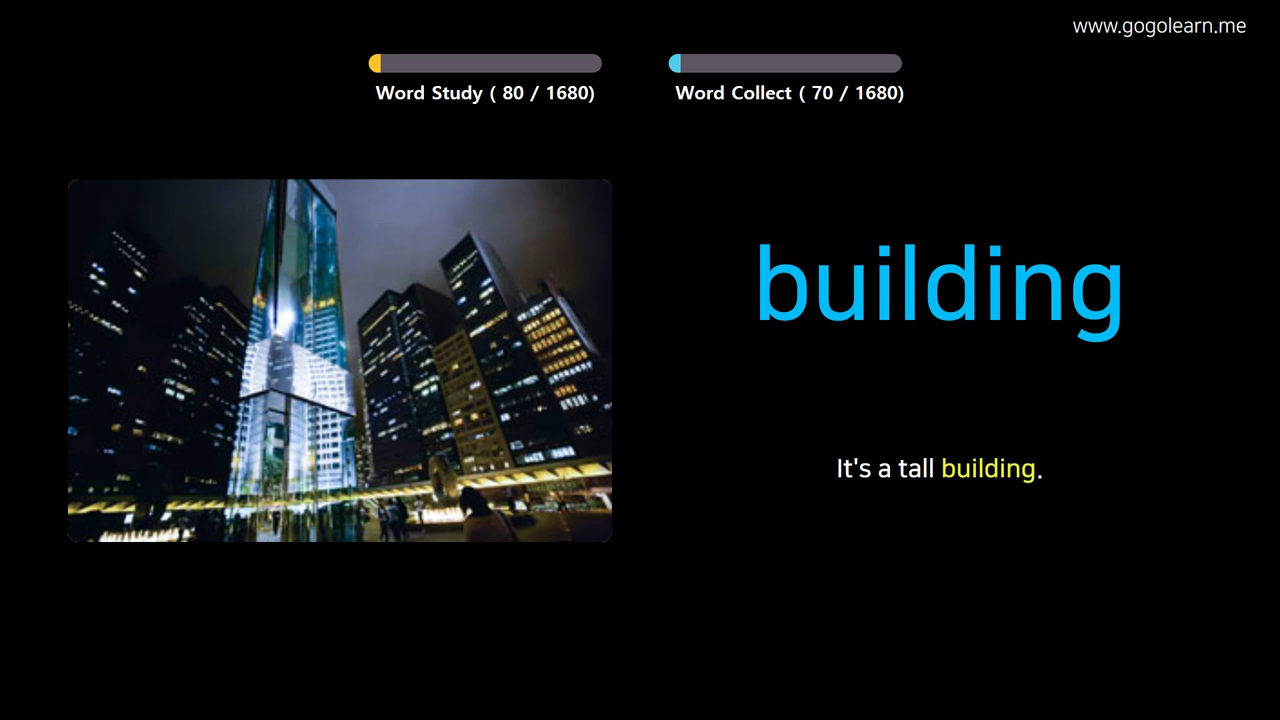 www.gogolearn.me
Word Study ( 80 / 1680)
Word Collect ( 70 / 1680)
building
It's a tall building.